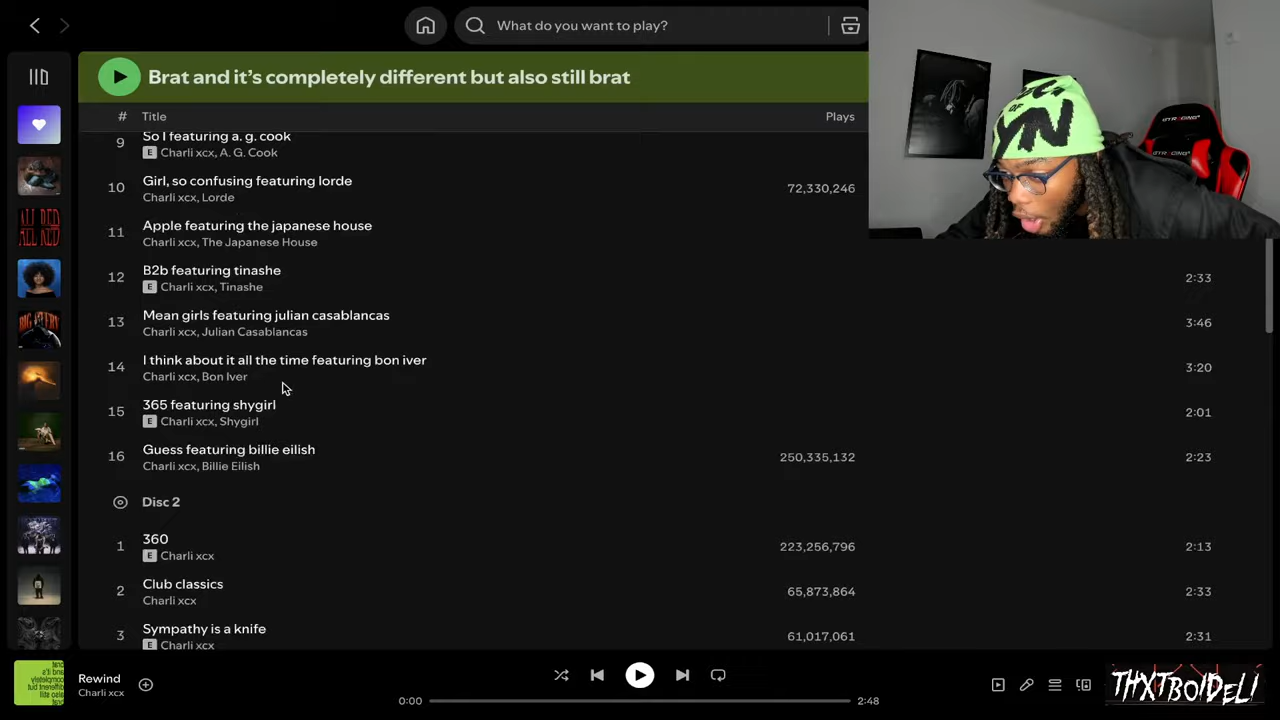 What do you want to play?
Brat and it's completely different but also still brat
# Title Plays
9 So I featuring a. g. cook
E Charli xcx, A. G. Cook
10 Girl, so confusing featuring lorde 72,330,246
Charli xcx, Lorde
11 Apple featuring the japanese house
Charli xcx, The Japanese House
12 B2b featuring tinashe 2:33
E Charli xcx, Tinashe
13 Mean girls featuring julian casablancas 3:46
Charli xcx, Julian Casablancas
14 I think about it all the time featuring bon iver 3:20
Charli xcx, Bon Iver
15 365 featuring shygirl 2:01
E Charli xcx, Shygirl
16 Guess featuring billie eilish 250,335,132 2:23
Charli xcx, Billie Eilish
Disc 2
1 360 223,256,796 2:13
E Charli xcx
2 Club classics 65,873,864 2:33
Charli xcx
3 Sympathy is a knife 61,017,061 2:31
E Charli xcx
Rewind
Charli xcx
0:00 2:48
THXTBOIDELI